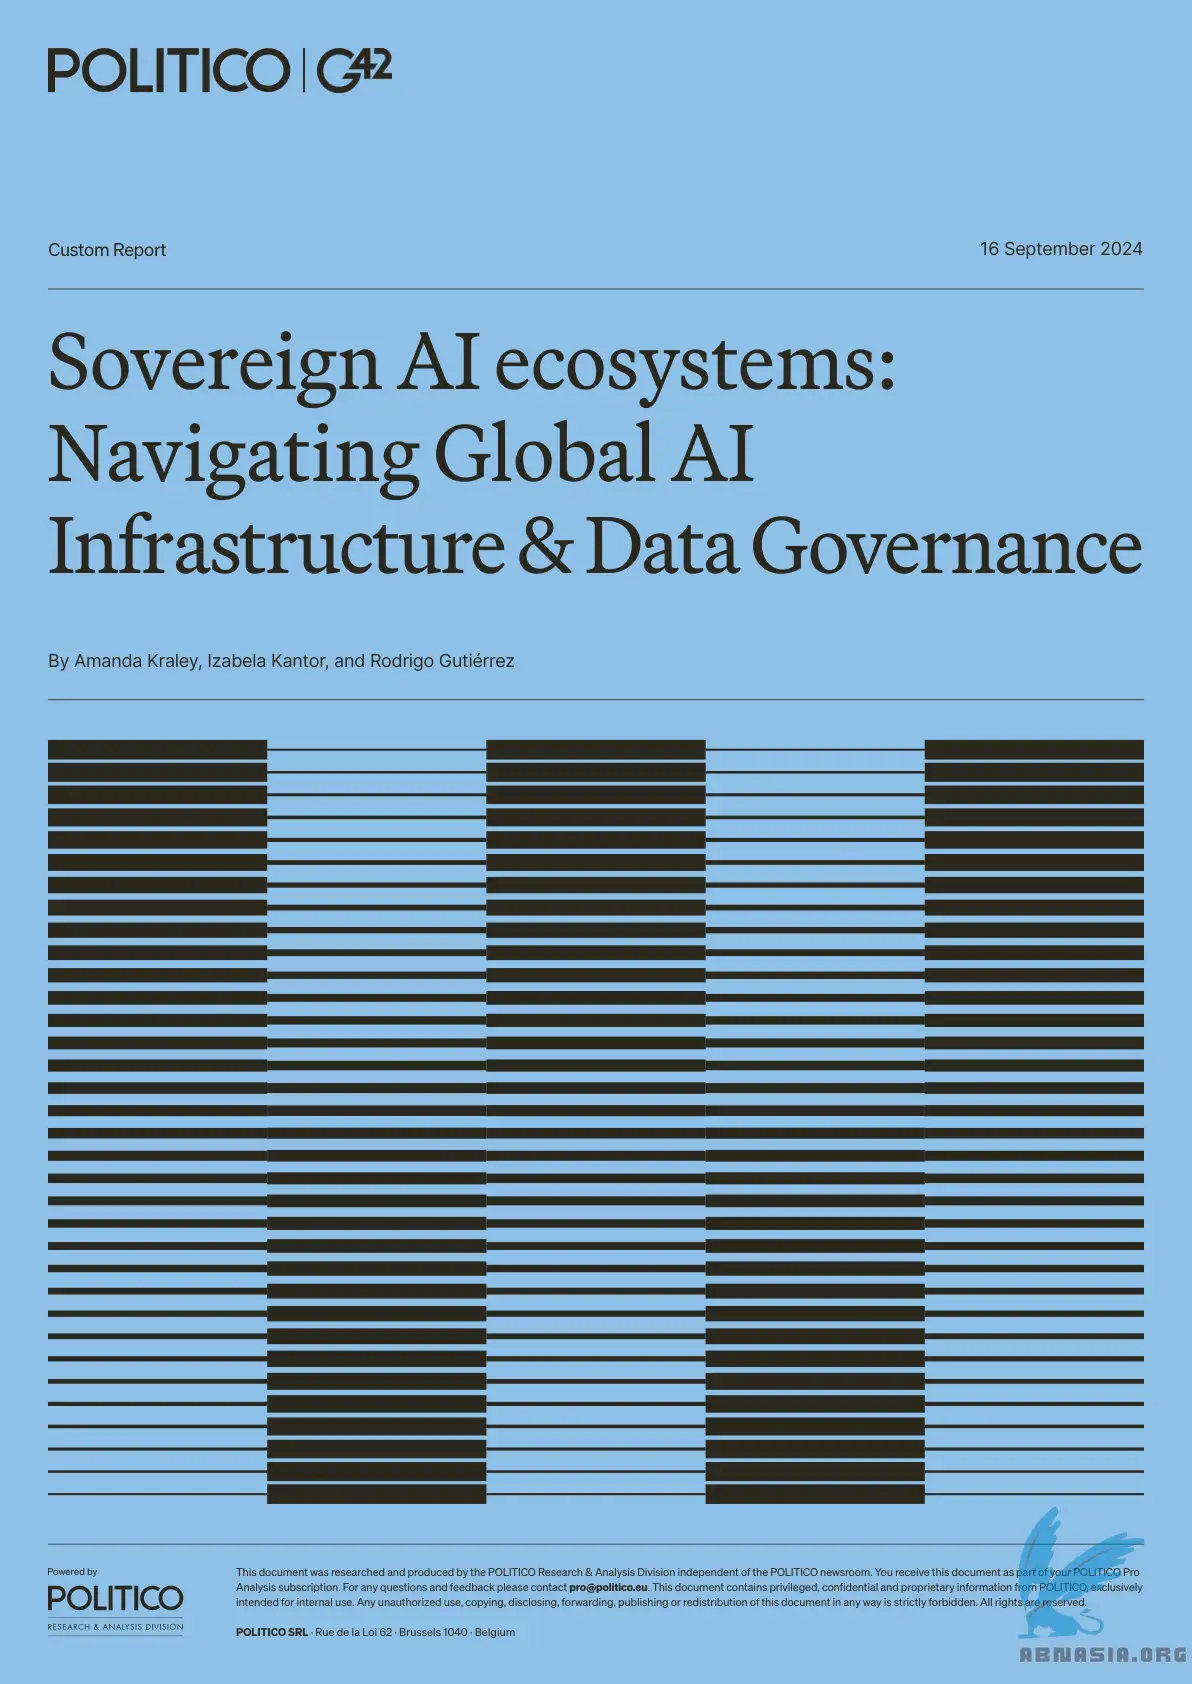 POLITICO | G42
Custom Report
16 September 2024
Sovereign AI ecosystems:
Navigating Global AI
Infrastructure & Data Governance
By Amanda Kraley, Izabela Kantor, and Rodrigo Gutiérrez
Powered by
POLITICO
RESEARCH & ANALYSIS DIVISION
This document was researched and produced by the POLITICO Research & Analysis Division independent of the POLITICO newsroom. You receive this document as part of your POLITICO Pro
Analysis subscription. For any questions and feedback please contact pro@politico.eu. This document contains privileged, confidential and proprietary information from POLITICO, exclusively
intended for internal use. Any unauthorized use, copying, disclosing, forwarding, publishing or redistribution of this document in any way is strictly forbidden. All rights are reserved.
POLITICO SRL · Rue de la Loi 62 · Brussels 1040 · Belgium
ABNASIA.ORG